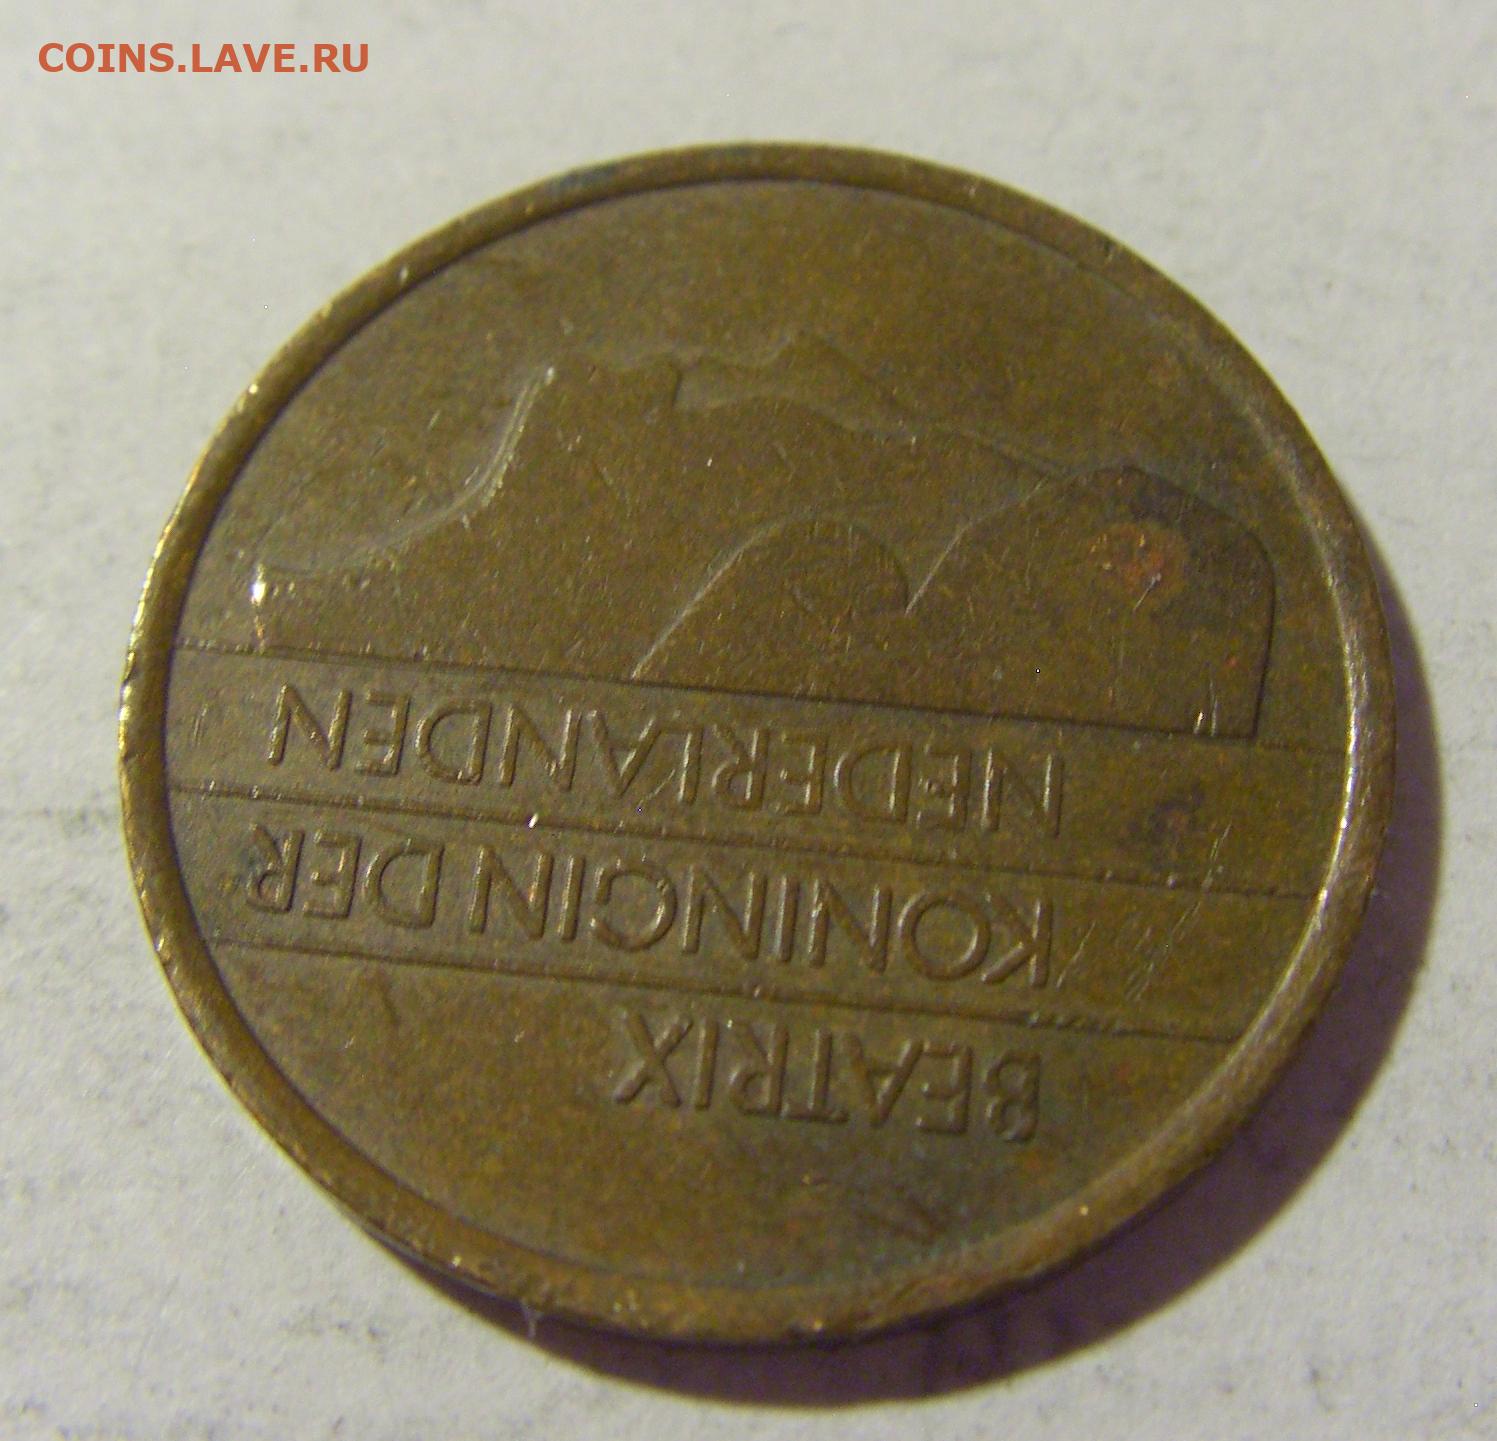 COINS.LAVE.RU
BEATRIX
KONINGIN DER
NEDERLANDEN